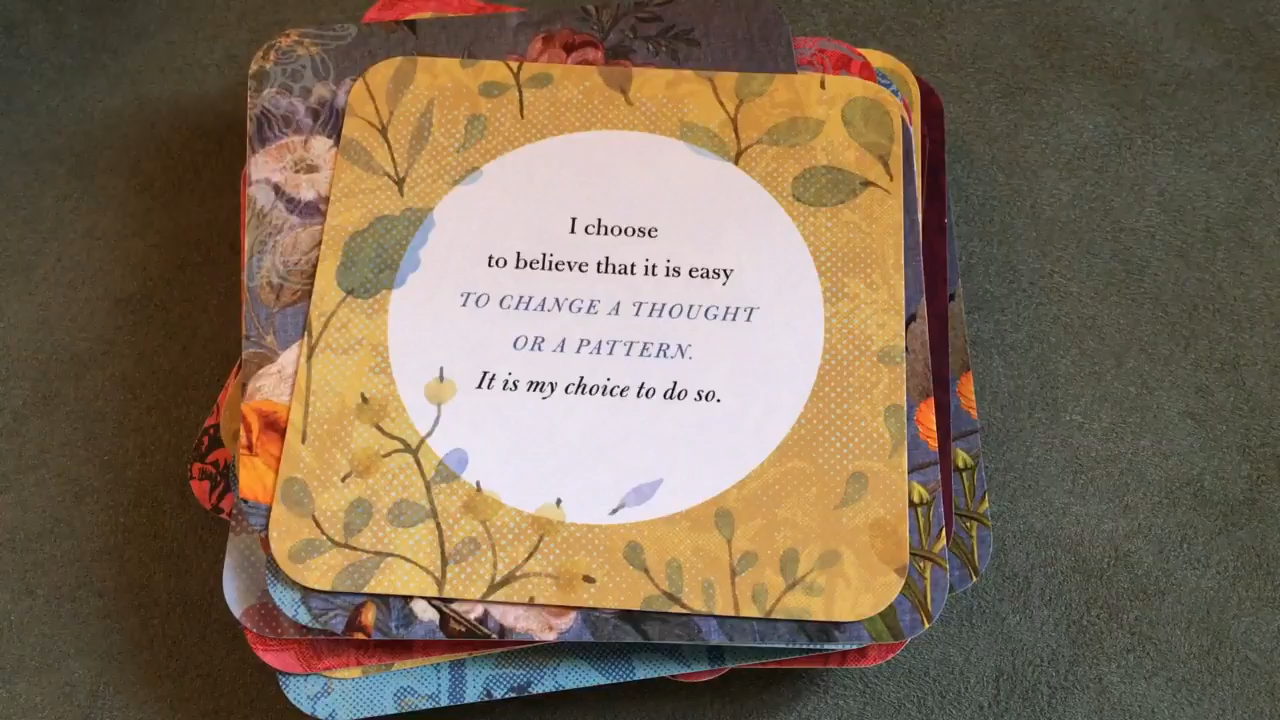 I choose
to believe that it is easy
TO CHANGE A THOUGHT
OR A PATTERN.
It is my choice to do so.